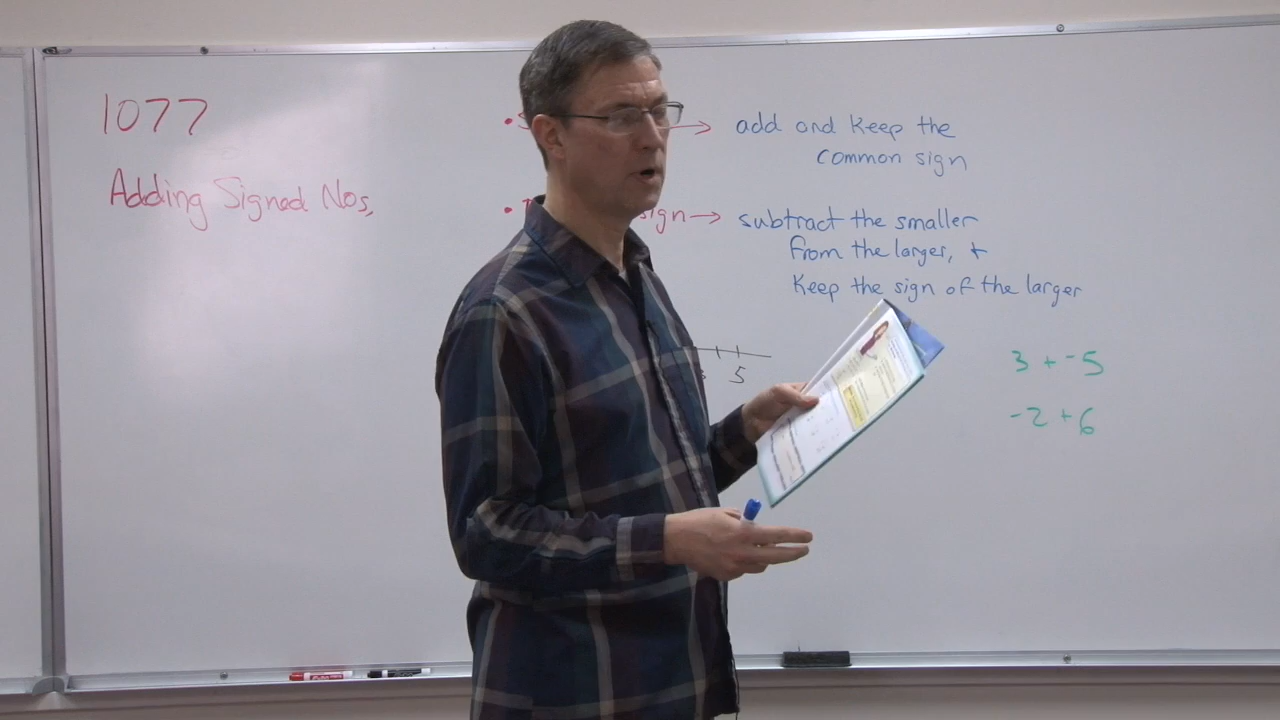 1077
Adding Signed Nos.
add and keep the
common sign
sign → subtract the smaller
from the larger, +
keep the sign of the larger
5
3 + -5
-2 + 6